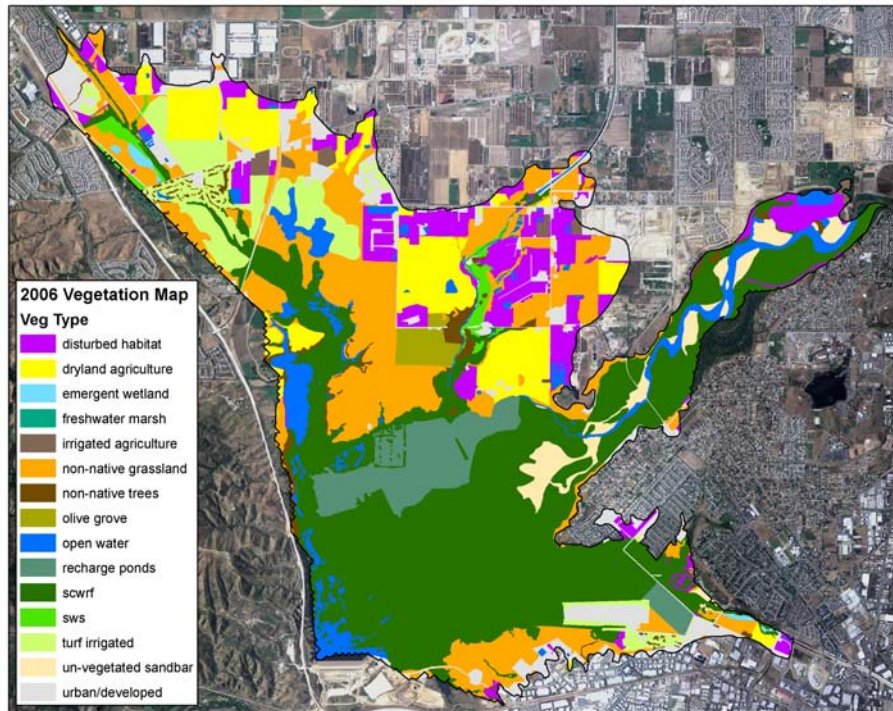 2006 Vegetation Map
Veg Type
disturbed habitat
dryland agriculture
emergent wetland
freshwater marsh
irrigated agriculture
non-native grassland
non-native trees
olive grove
open water
recharge ponds
scwrf
sws
turf irrigated
un-vegetated sandbar
urban/developed